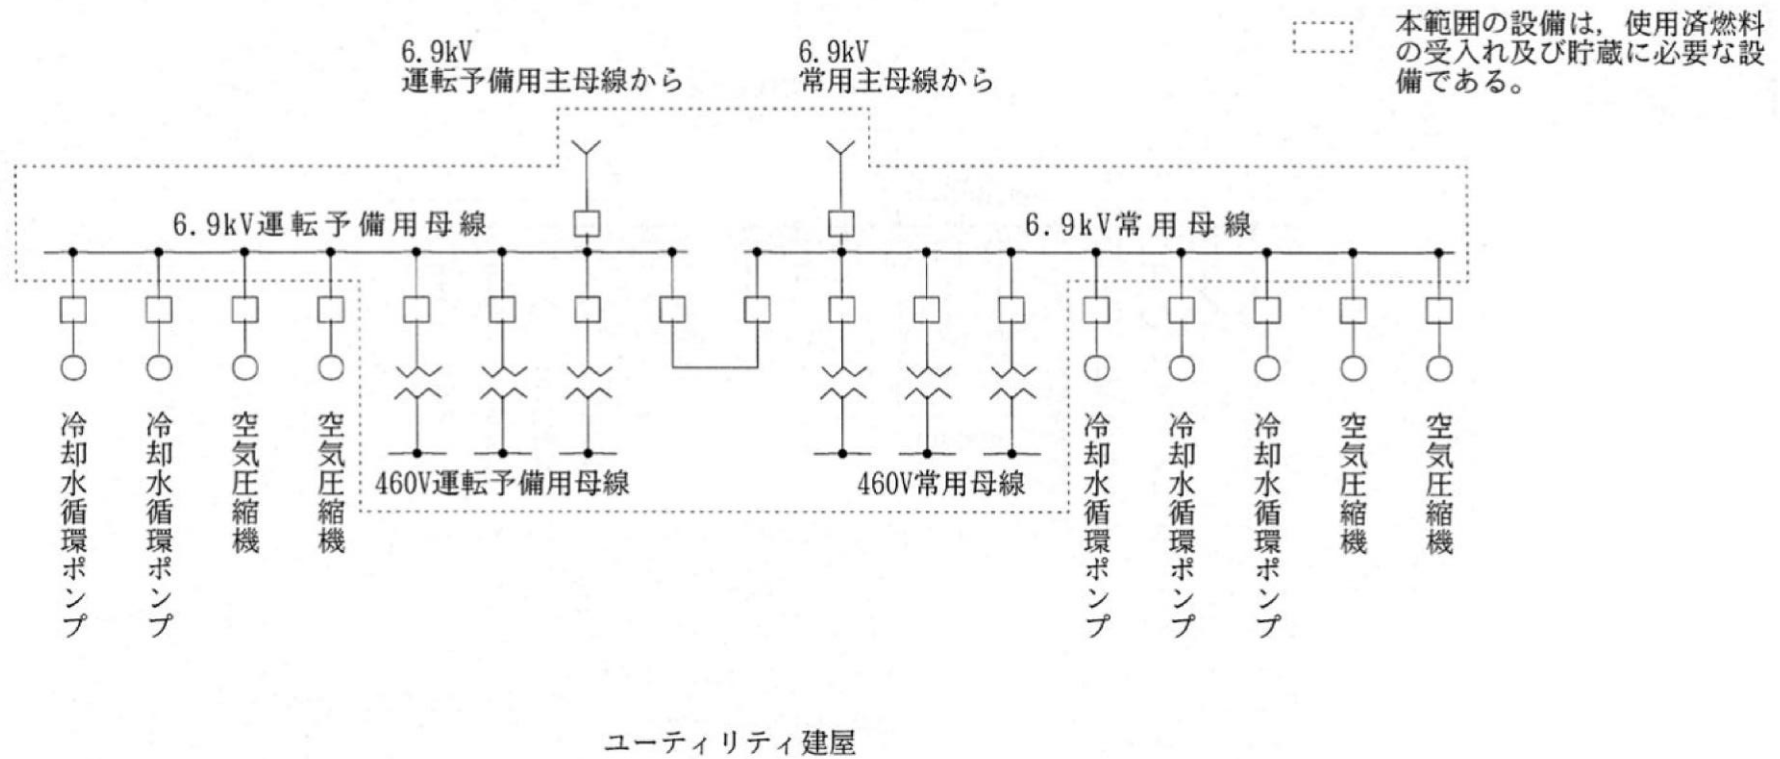 本範囲の設備は，使用済燃料
の受入れ及び貯蔵に必要な設
備である。
6.9kV
運転予備用主母線から
6.9kV
常用主母線から
6.9kV運転予備用母線
6.9kV常用母線
冷却水循環ポンプ
冷却水循環ポンプ
空気圧縮機
空気圧縮機
460V運転予備用母線
460V常用母線
冷却水循環ポンプ
冷却水循環ポンプ
冷却水循環ポンプ
空気圧縮機
空気圧縮機
ユーティリティ建屋